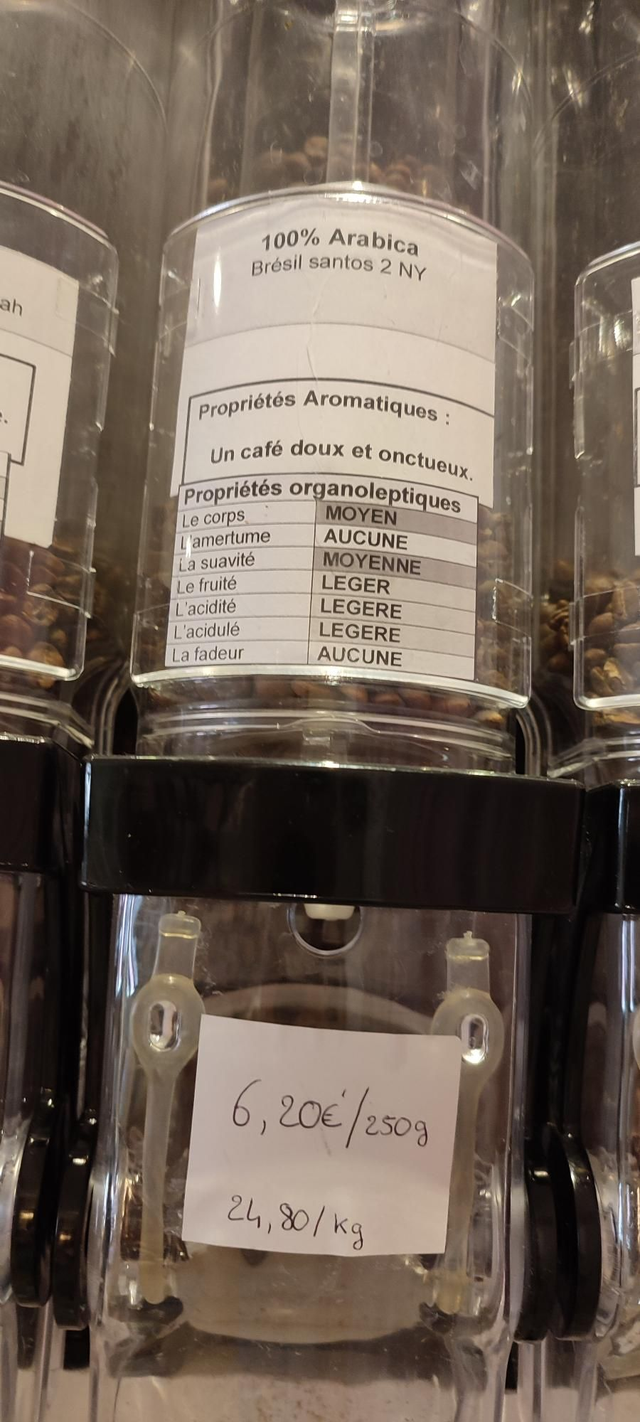 100% Arabica
Brésil santos 2 NY
ah
Propriétés Aromatiques :
e.
Un café doux et onctueux.
Propriétés organoleptiques
Le corps MOYEN
L'amertume AUCUNE
La suavité MOYENNE
Le fruité LEGER
L'acidité LEGERE
L'acidulé LEGERE
La fadeur AUCUNE
6,20€/250g
24,80/kg